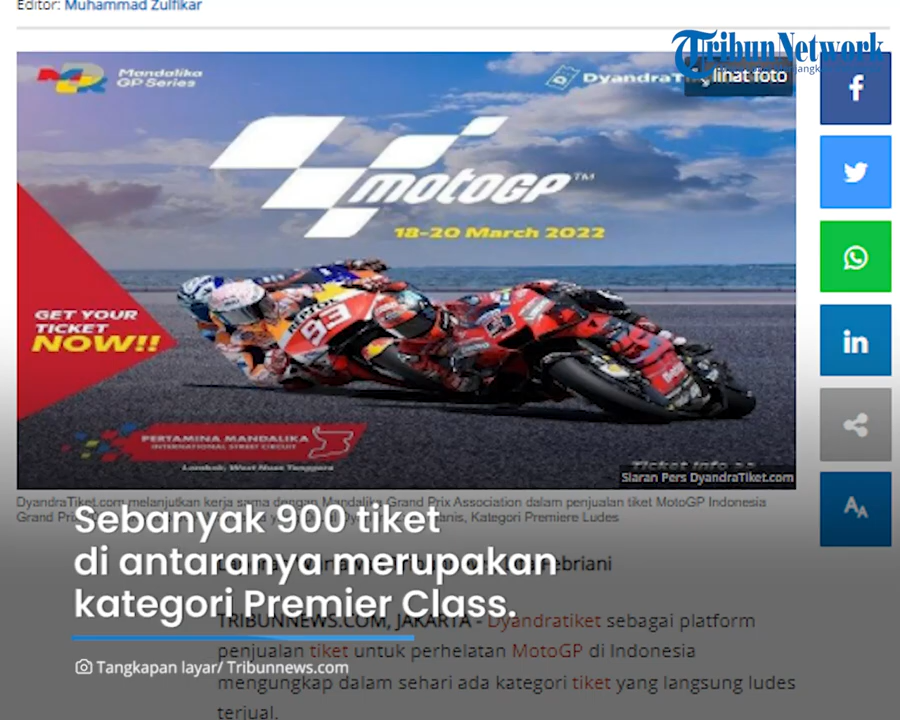 Editor: Muhammad Zulfikar
TribunNetwork
Mandalika
GP Series
lihat foto
motoGP™
18-20 March 2022
93
GET YOUR
TICKET
NOW!!
PERTAMINA MANDALIKA
INTERNATIONAL STREET CIRCUIT
Lombok, West Nusa Tenggara
Ticket Info >>
Siaran Pers DyandraTiket.com
DyandraTiket.com melanjutkan kerja sama dengan Mandalika Grand Prix Association dalam penjualan tiket MotoGP Indonesia
Kategori Premiere Ludes
Sebanyak 900 tiket
di antaranya merupakan
kategori Premier Class.
Tangkapan layar/ Tribunnews.com
TRIBUNNEWS.COM, JAKARTA - Dyandratiket sebagai platform
penjualan tiket untuk perhelatan MotoGP di Indonesia
mengungkap dalam sehari ada kategori tiket yang langsung ludes
terjual.